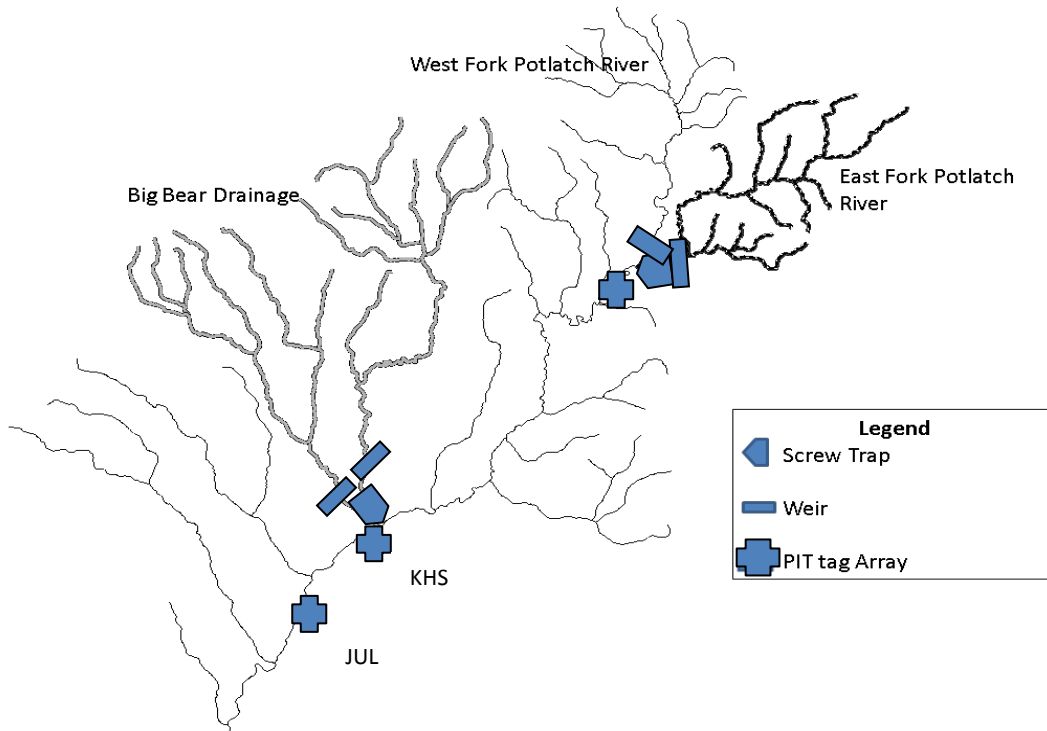 West Fork Potlatch River
East Fork Potlatch
River
Big Bear Drainage
Legend
Screw Trap
Weir
PIT tag Array
KHS
JUL